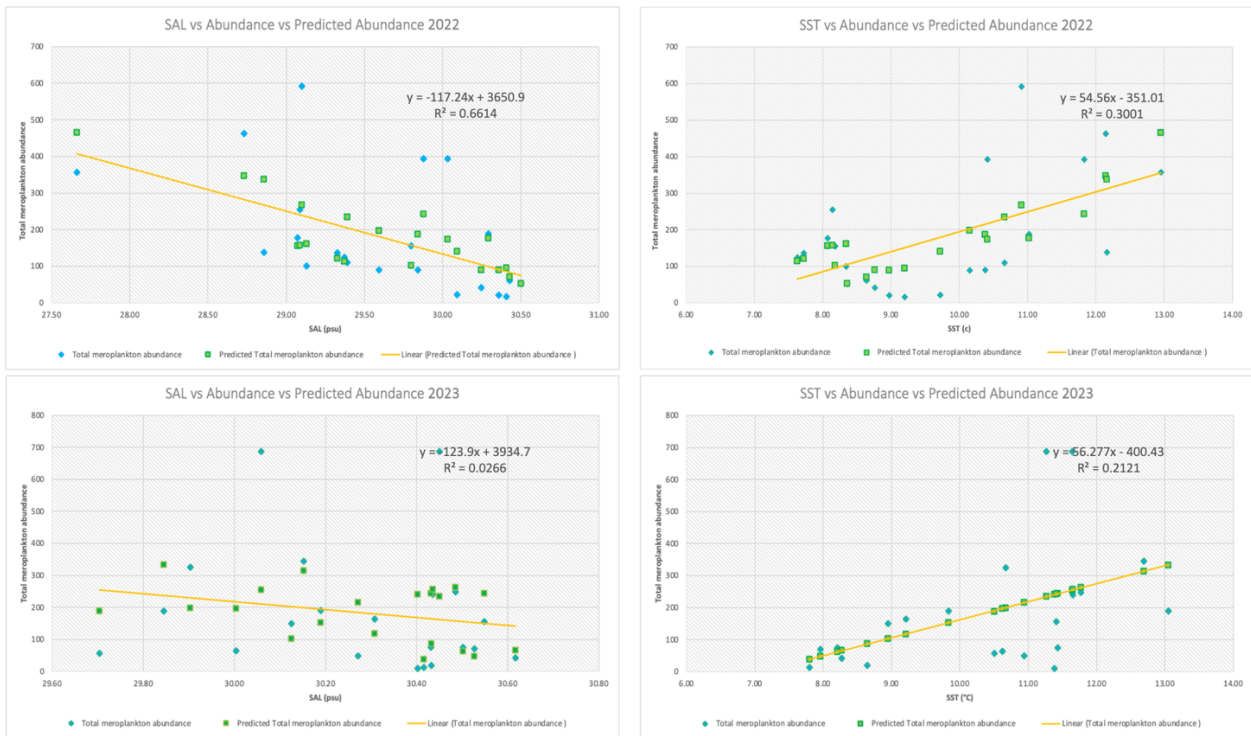 SAL vs Abundance vs Predicted Abundance 2022
700
600
500
400
300
200
100
0
Total meroplankton abundance
y = -117.24x + 3650.9
R² = 0.6614
27.50 28.00 28.50 29.00 29.50 30.00 30.50 31.00
SAL (psu)
Total meroplankton abundance Predicted Total meroplankton abundance Linear (Predicted Total meroplankton abundance )
SST vs Abundance vs Predicted Abundance 2022
700
600
500
400
300
200
100
0
Total meroplankton abundance
y = 54.56x - 351.01
R² = 0.3001
6.00 7.00 8.00 9.00 10.00 11.00 12.00 13.00 14.00
SST (c)
Total meroplankton abundance Predicted Total meroplankton abundance Linear (Total meroplankton abundance )
SAL vs Abundance vs Predicted Abundance 2023
800
700
600
500
400
300
200
100
0
Total meroplankton abundance
y = -123.9x + 3934.7
R² = 0.0266
29.60 29.80 30.00 30.20 30.40 30.60 30.80
SAL (psu)
Total meroplankton abundance Predicted Total meroplankton abundance Linear (Total meroplankton abundance )
SST vs Abundance vs Predicted Abundance 2023
800
700
600
500
400
300
200
100
0
Total meroplankton abundance
y = 56.277x - 400.43
R² = 0.2121
6.00 7.00 8.00 9.00 10.00 11.00 12.00 13.00 14.00
SST (°C)
Total meroplankton abundance Predicted Total meroplankton abundance Linear (Total meroplankton abundance )